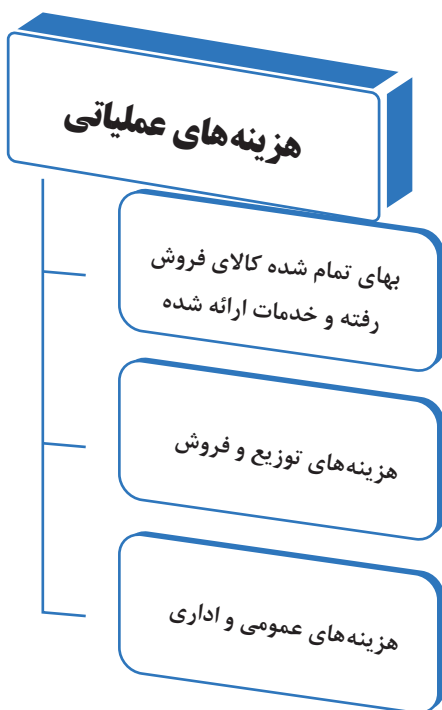 هزینه‌های عملیاتی
بهای تمام شده کالای فروش
رفته و خدمات ارائه شده
هزینه‌های توزیع و فروش
هزینه‌های عمومی و اداری